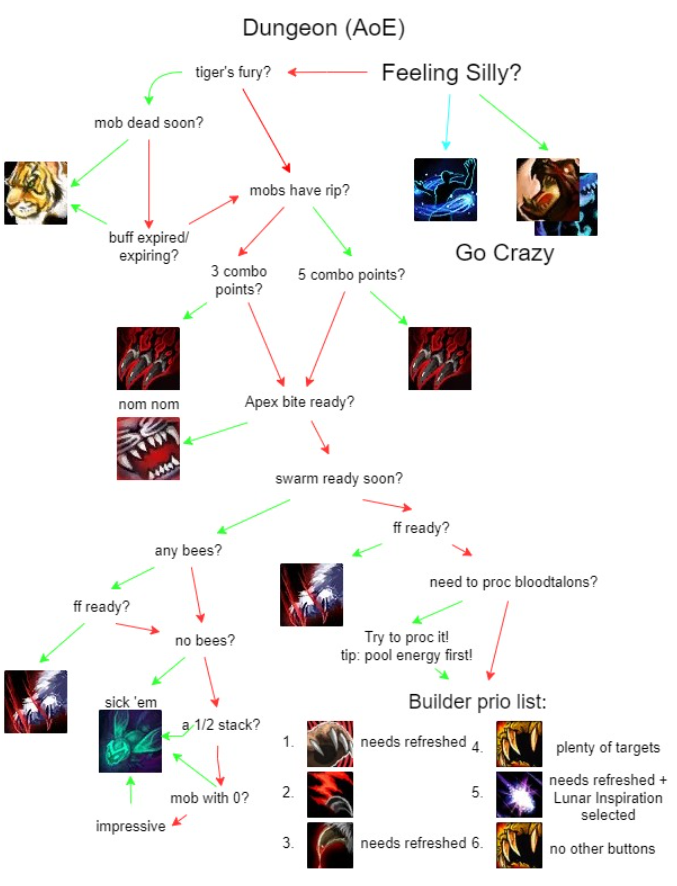 Dungeon (AoE)
Feeling Silly?
tiger's fury?
mob dead soon?
mobs have rip?
buff expired/
expiring?
Go Crazy
3 combo
points?
5 combo points?
nom nom
Apex bite ready?
swarm ready soon?
ff ready?
any bees?
need to proc bloodtalons?
ff ready?
no bees?
Try to proc it!
tip: pool energy first!
sick 'em
a 1/2 stack?
mob with 0?
impressive
Builder prio list:
1.
needs refreshed
2.
3.
needs refreshed
4.
plenty of targets
5.
needs refreshed +
Lunar Inspiration
selected
6.
no other buttons